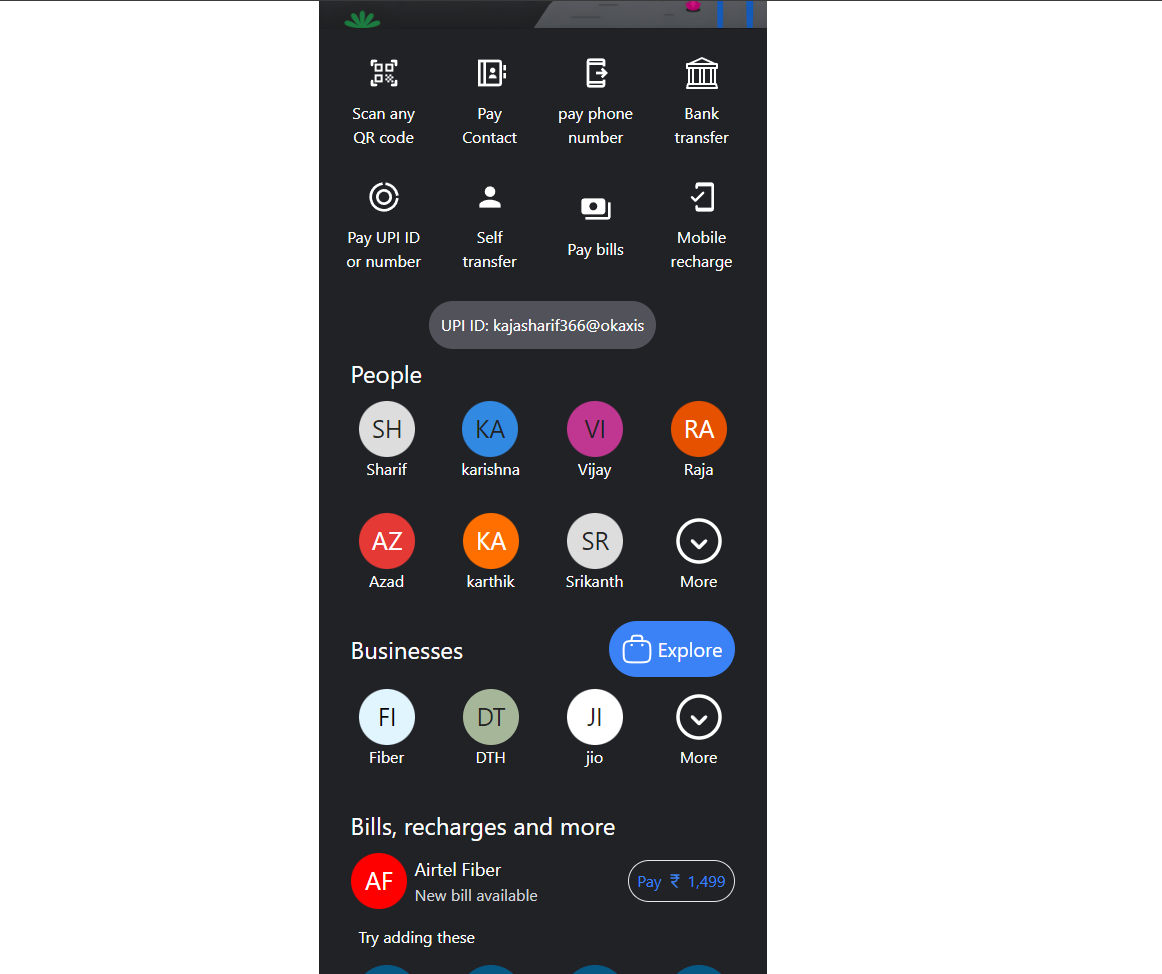 Scan any
QR code
Pay
Contact
pay phone
number
Bank
transfer
Pay UPI ID
or number
Self
transfer
Pay bills
Mobile
recharge
UPI ID: kajasharif366@okaxis
People
SH
KA
VI
RA
Sharif
karishna
Vijay
Raja
AZ
KA
SR
Azad
karthik
Srikanth
More
Businesses
Explore
FI
DT
JI
Fiber
DTH
jio
More
Bills, recharges and more
AF
Airtel Fiber
New bill available
Pay ₹ 1,499
Try adding these